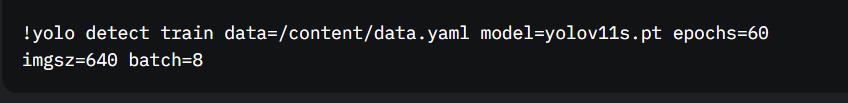 !yolo detect train data=/content/data.yaml model=yolov11s.pt epochs=60
imgsz=640 batch=8